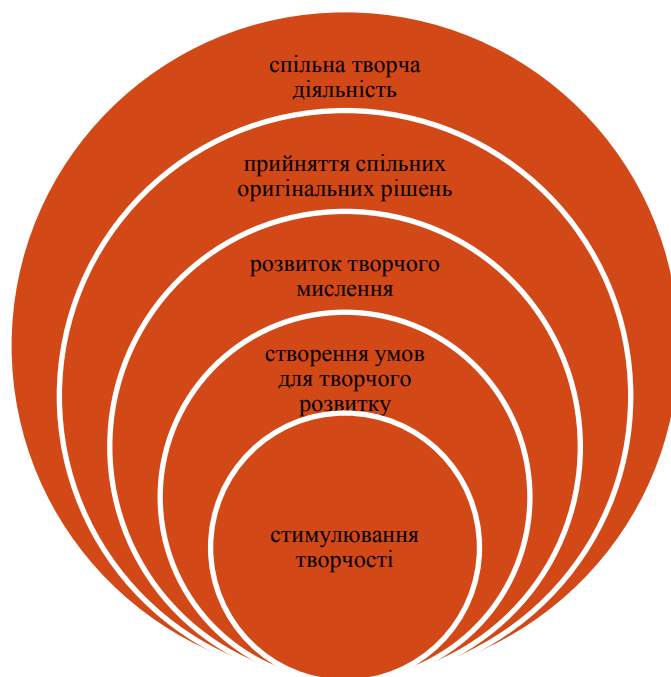 спільна творча
діяльність
прийняття спільних
оригінальних рішень
розвиток творчого
мислення
створення умов
для творчого
розвитку
стимулювання
творчості